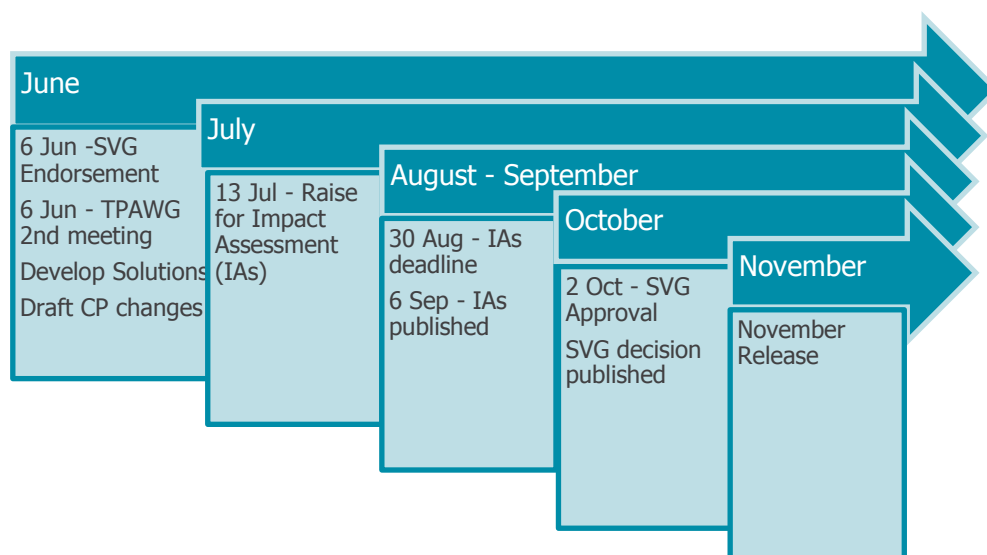 June
6 Jun -SVG
Endorsement
6 Jun - TPAWG
2nd meeting
Develop Solutions
Draft CP changes
July
13 Jul - Raise
for Impact
Assessment
(IAs)
August - September
30 Aug - IAs
deadline
6 Sep - IAs
published
October
2 Oct - SVG
Approval
SVG decision
published
November
November
Release